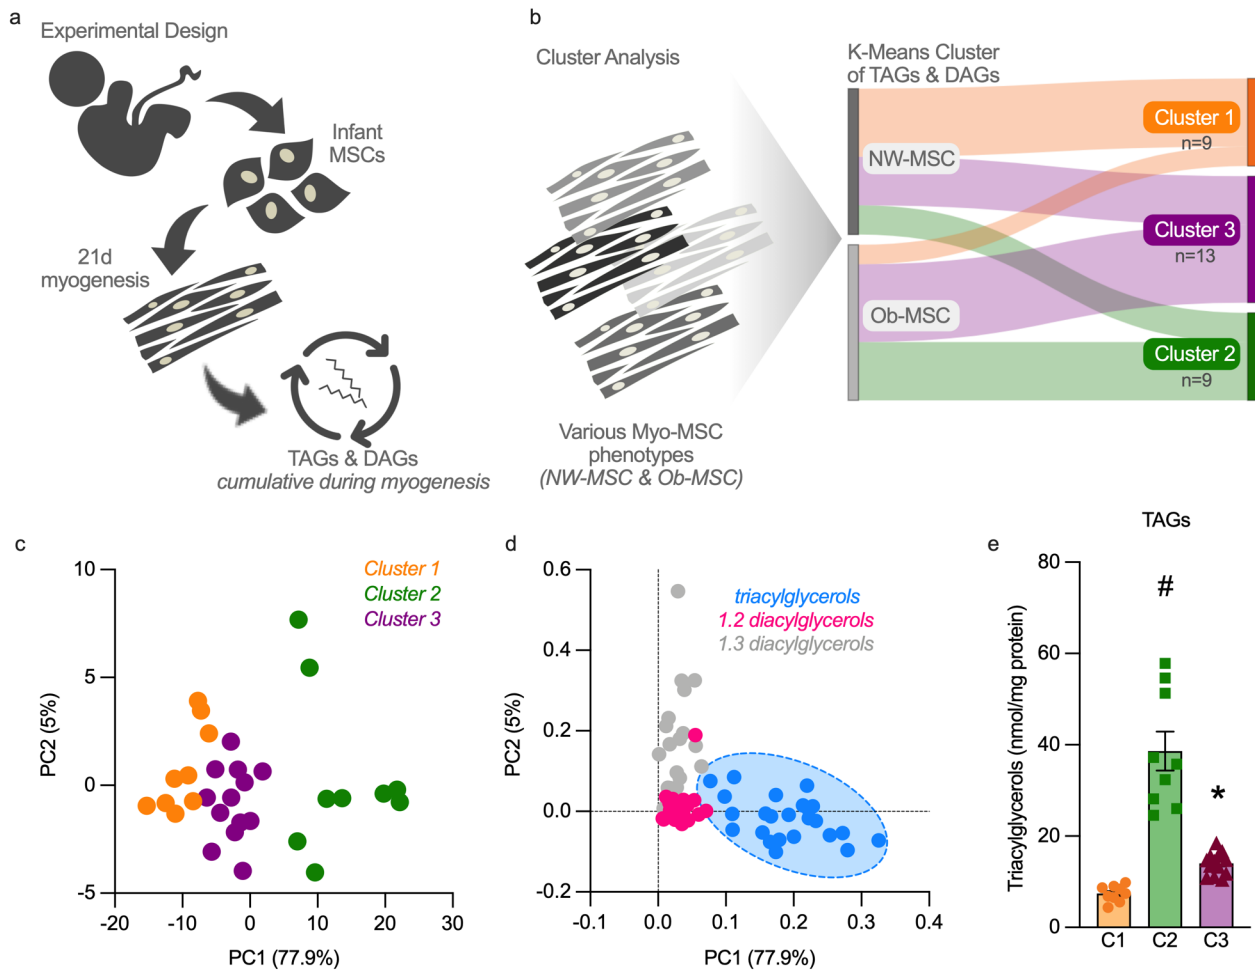 a
Experimental Design
Infant
MSCs
21d
myogenesis
TAGs & DAGs
cumulative during myogenesis
b
Cluster Analysis
Various Myo-MSC
phenotypes
(NW-MSC & Ob-MSC)
K-Means Cluster
of TAGs & DAGs
NW-MSC
Ob-MSC
Cluster 1
n=9
Cluster 3
n=13
Cluster 2
n=9
c
Cluster 1
Cluster 2
Cluster 3
PC2 (5%)
10
5
0
-5
-20
-10
0
10
20
30
PC1 (77.9%)
d
triacylglycerols
1.2 diacylglycerols
1.3 diacylglycerols
PC2 (5%)
0.6
0.4
0.2
0.0
-0.2
-0.1
0.0
0.1
0.2
0.3
0.4
PC1 (77.9%)
e
TAGs
Triacylglycerols (nmol/mg protein)
80
60
40
20
0
#
*
C1
C2
C3